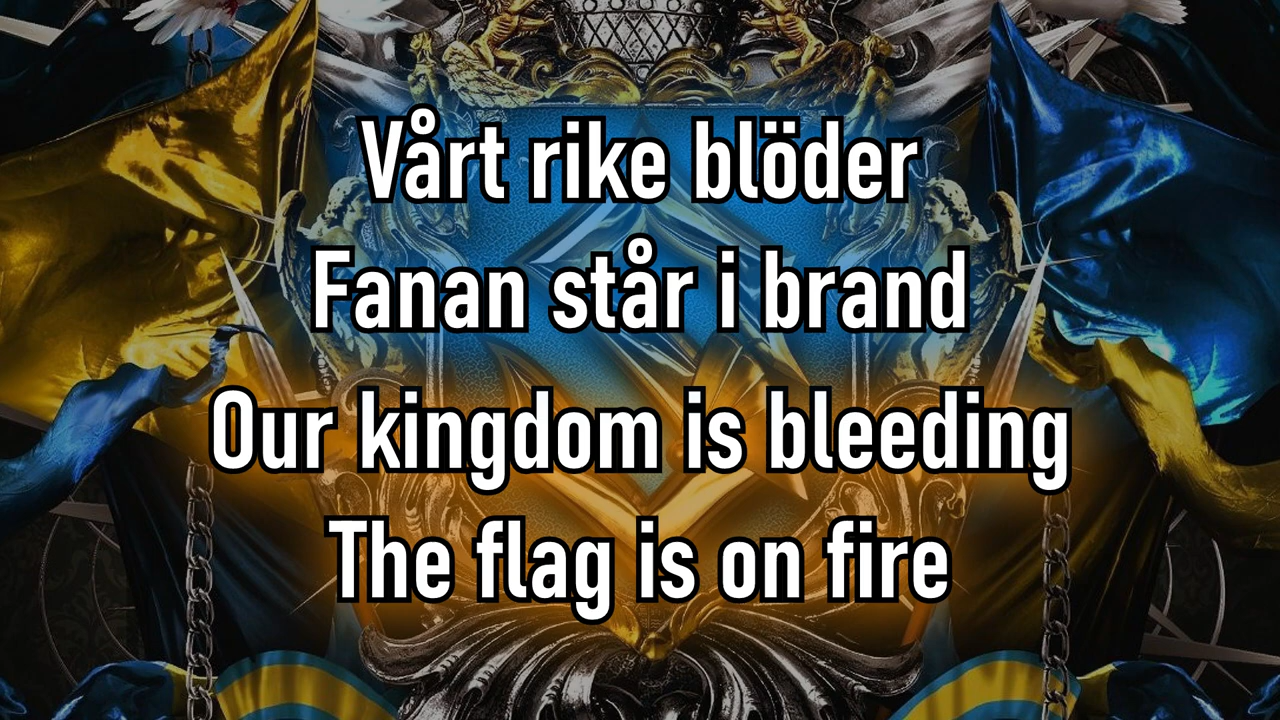 Vårt rike blöder
Fanan står i brand
Our kingdom is bleeding
The flag is on fire